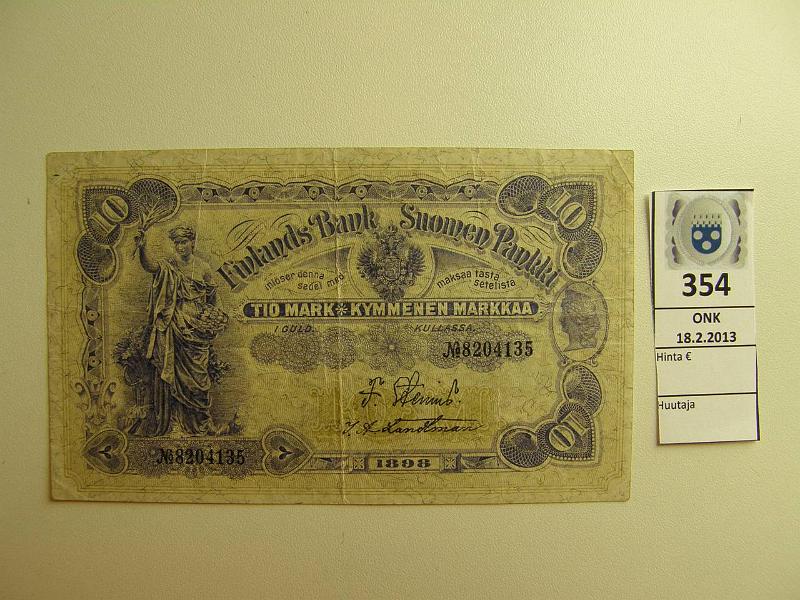 10
10
Finlands Bank Suomen Pankki
inlöser denna sedel med
maksaa tästä setelistä
TIO MARK * KYMMENEN MARKKAA
I GULD. KULLASSA.
№8204135
T. A. Landtman
№8204135
1898
10
354
ONK
18.2.2013
Hinta €
Huutaja